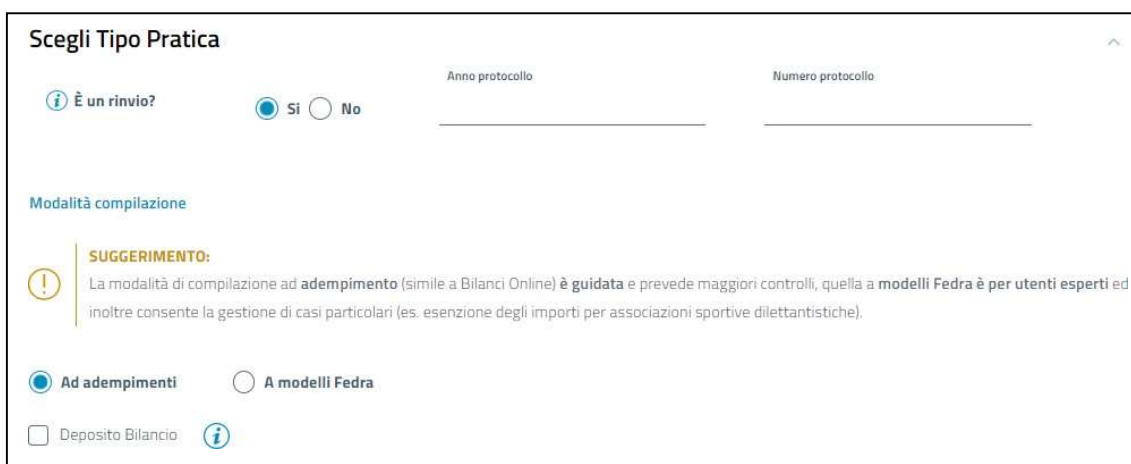 Scegli Tipo Pratica
È un rinvio?
Si
No
Anno protocollo
Numero protocollo
Modalità compilazione
SUGGERIMENTO:
La modalità di compilazione ad adempimento (simile a Bilanci Online) è guidata e prevede maggiori controlli, quella a modelli Fedra è per utenti esperti ed
inoltre consente la gestione di casi particolari (es. esenzione degli importi per associazioni sportive dilettantistiche).
Ad adempimenti
A modelli Fedra
Deposito Bilancio